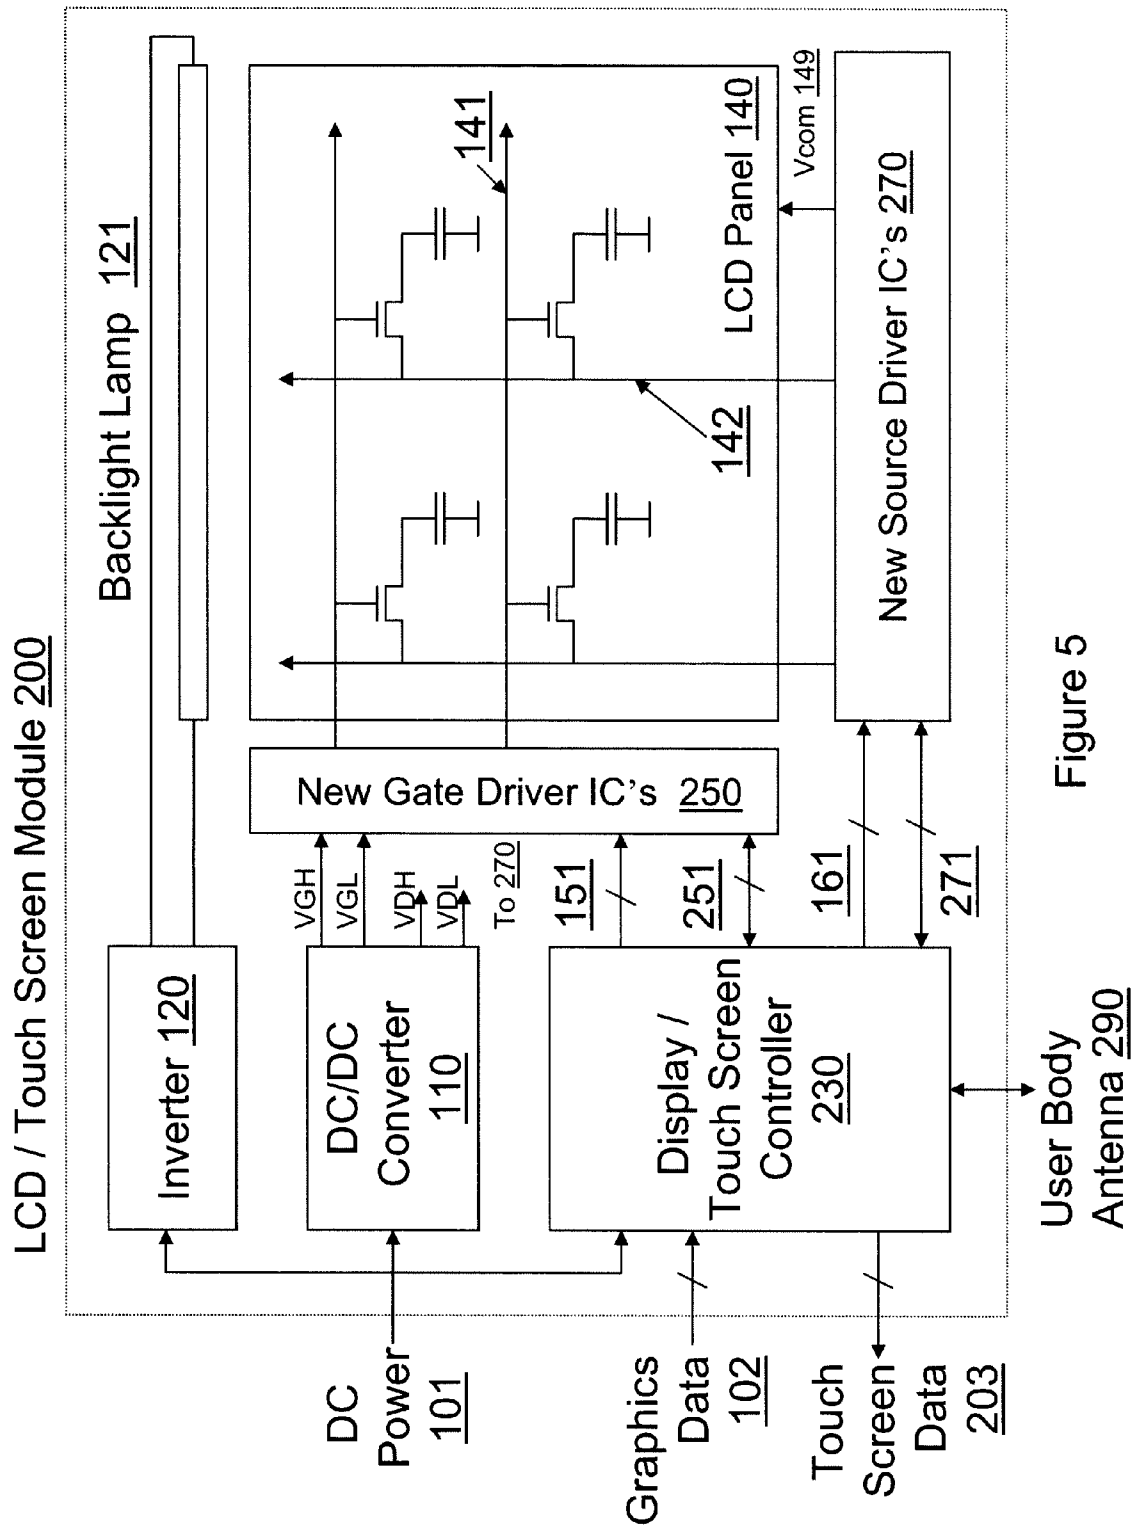 LCD / Touch Screen Module 200
Backlight Lamp 121
Inverter 120
DC
Power
101
DC/DC
Converter
110
VGH
VGL
VDH
VDL
To 270
New Gate Driver IC's 250
141
142
LCD Panel 140
Vcom 149
Graphics
Data
102
Display /
Touch Screen
Controller
230
151
251
161
271
New Source Driver IC's 270
Touch
Screen
Data
203
User Body
Antenna 290
Figure 5